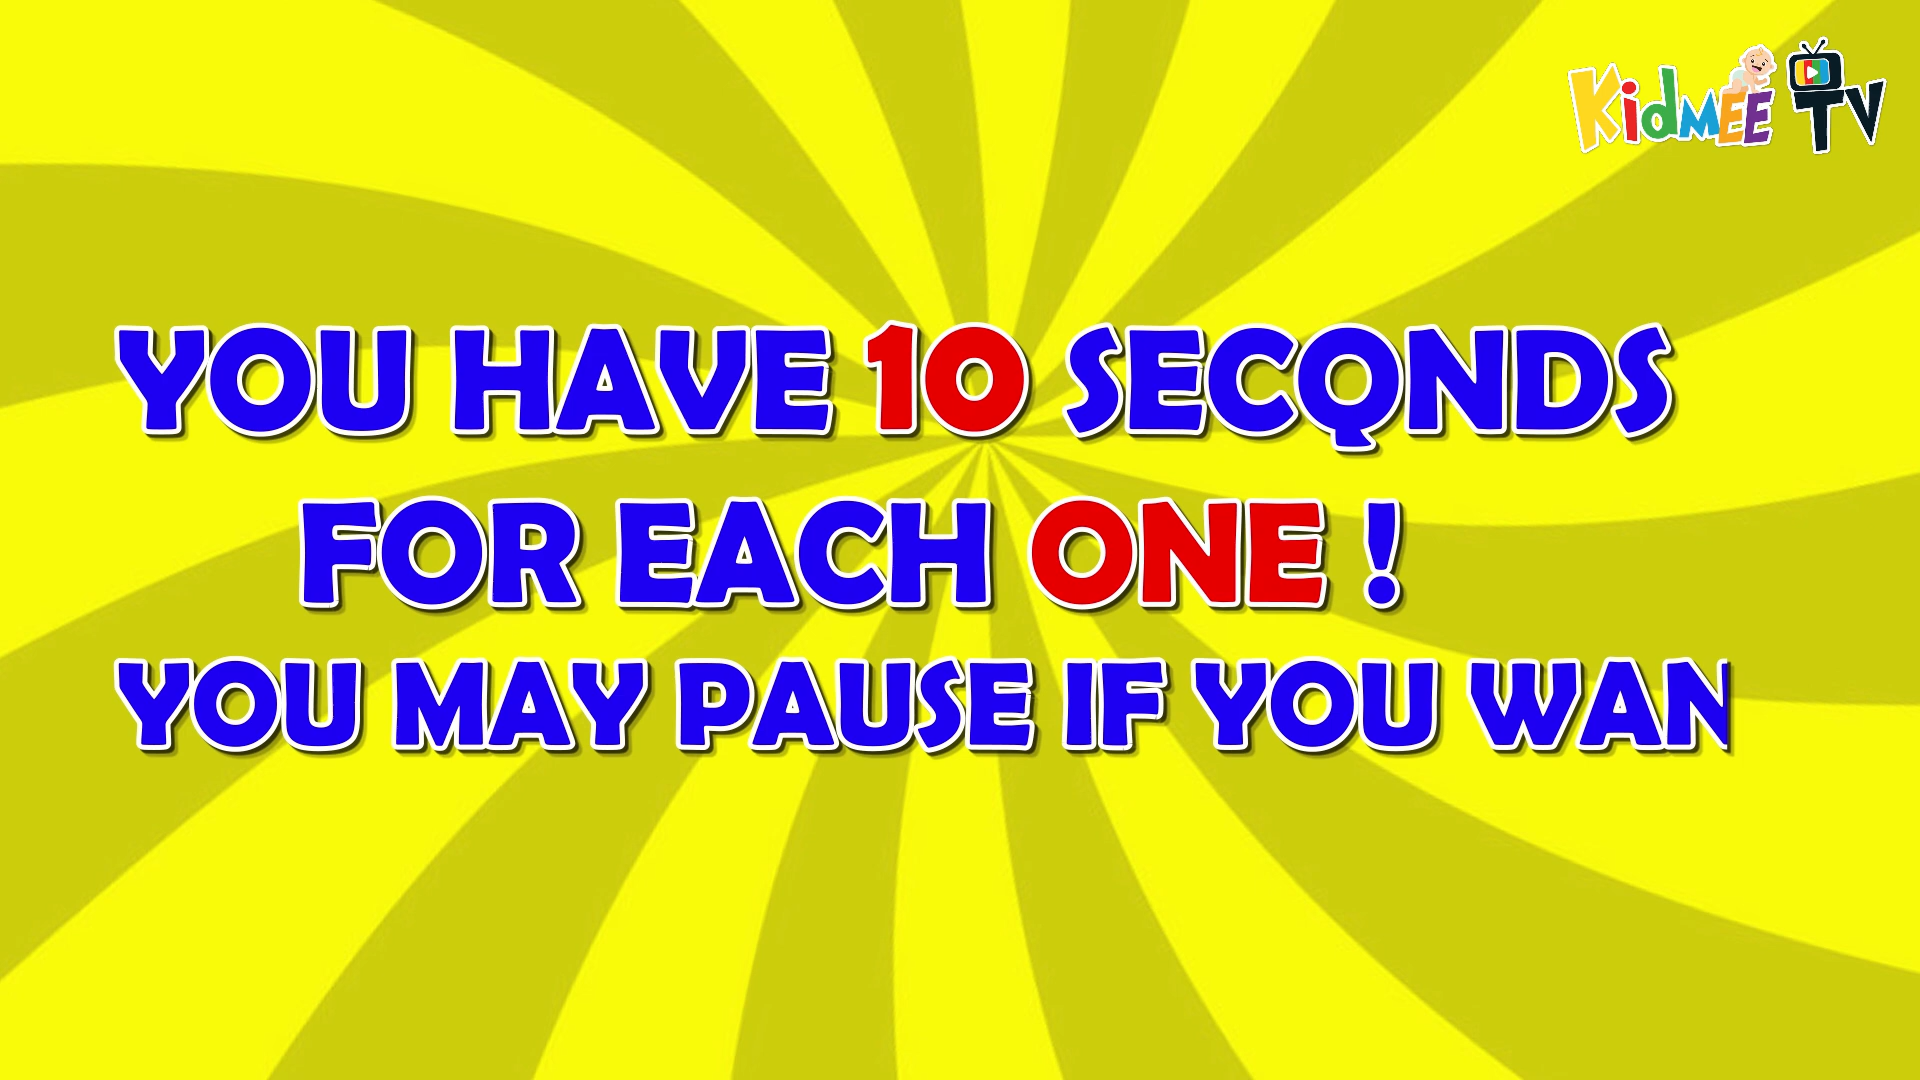 KidMEE TV
YOU HAVE 10 SECQNDS
FOR EACH ONE !
YOU MAY PAUSE IF YOU WAN